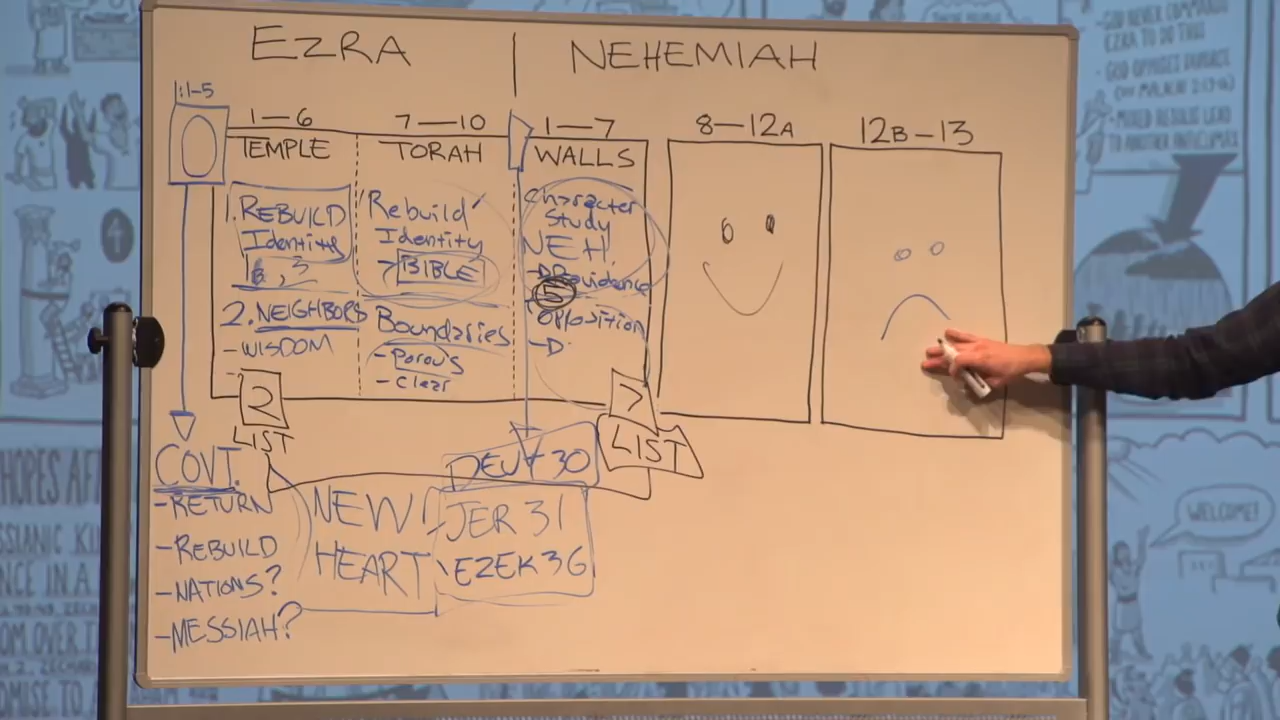 EZRA
NEHEMIAH
1:1-5
1—6
7—10
1—7
8—12A
12B—13
TEMPLE
TORAH
WALLS
1. REBUILD
Identity
Rebuild
Identity
> BIBLE
Character
Study
NEH.
Providence
5
Opposition
2. NEIGHBORS
- WISDOM
-
Boundaries
- Porous
- Clear
2
LIST
7
LIST
COVT.
- RETURN
- REBUILD
- NATIONS?
- MESSIAH?
NEW
HEART
DEUT 30
- JER 31
- EZEK 36
- GOD NEVER
EZRA TO DO THIS
- GOD OPPOSES DIVORCE
- MIXED RESULTS LEAD
TO ANOTHER ANTICLIMAX
HOPES
WELCOME!